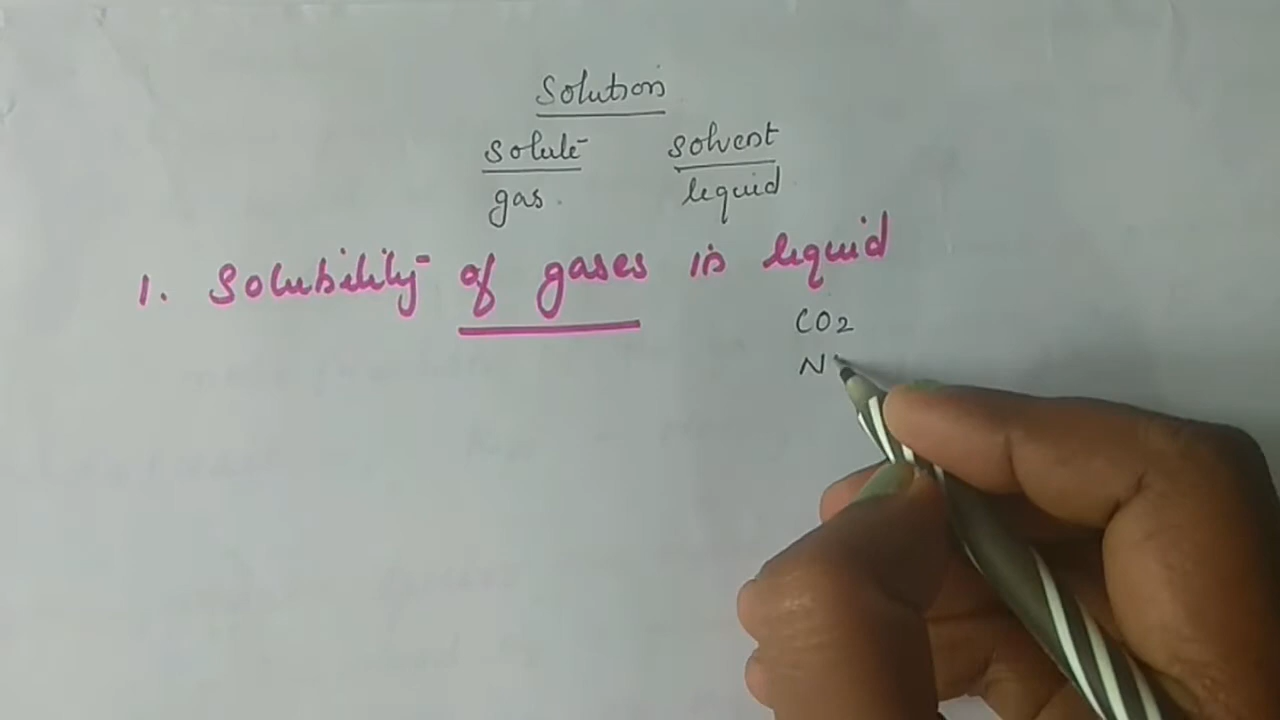 Solution
Solute solvent
gas. liquid
1. Solubility of gases in liquid
CO2
N